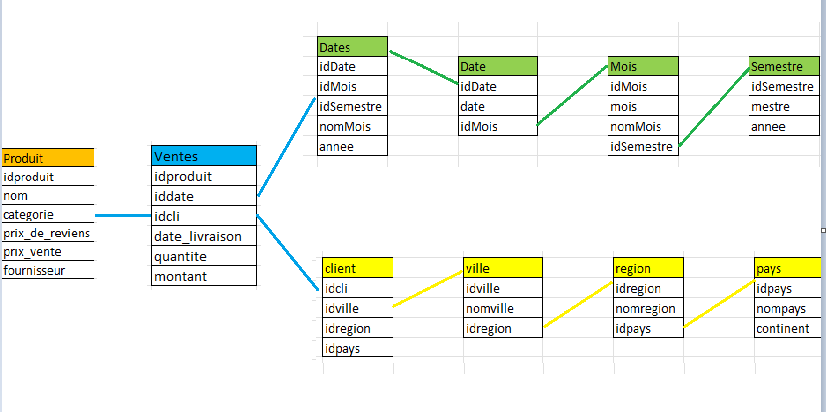 Produit
idproduit
nom
categorie
prix_de_reviens
prix_vente
fournisseur
Ventes
idproduit
iddate
idcli
date_livraison
quantite
montant
Dates
idDate
idMois
idSemestre
nomMois
annee
Date
idDate
date
idMois
Mois
idMois
mois
nomMois
idSemestre
Semestre
idSemestre
mestre
annee
client
idcli
idville
idregion
idpays
ville
idville
nomville
idregion
region
idregion
nomregion
idpays
pays
idpays
nompays
continent